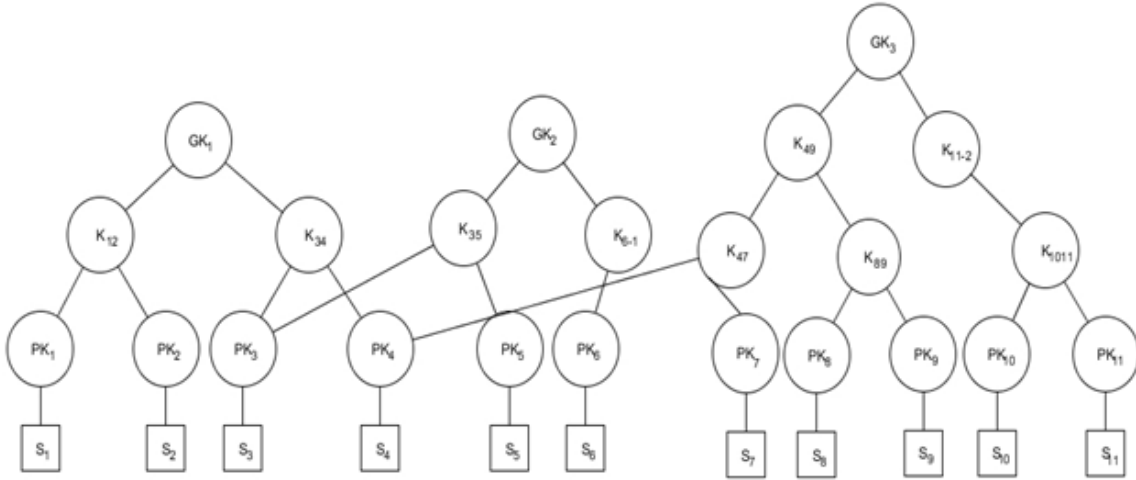 GK3
GK1
GK2
K49
K11-2
K12
K34
K35
K6-1
K47
K89
K1011
PK1
PK2
PK3
PK4
PK5
PK6
PK7
PK8
PK9
PK10
PK11
S1
S2
S3
S4
S5
S6
S7
S8
S9
S10
S11